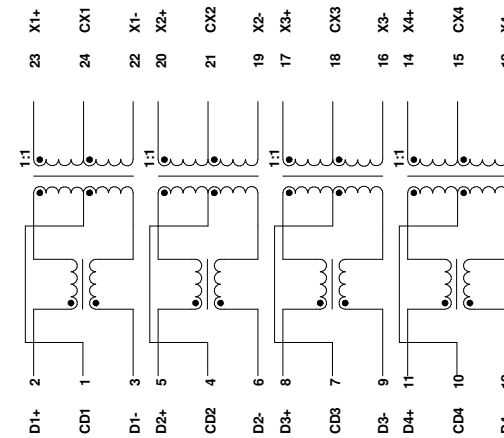 X1+ CX1 X1- X2+ CX2 X2- X3+ CX3 X3- X4+ CX4
23 24 22 20 21 19 17 18 16 14 15
1:1 1:1 1:1 1:1
2 1 3 5 4 6 8 7 9 11 10
D1+ CD1 D1- D2+ CD2 D2- D3+ CD3 D3- D4+ CD4